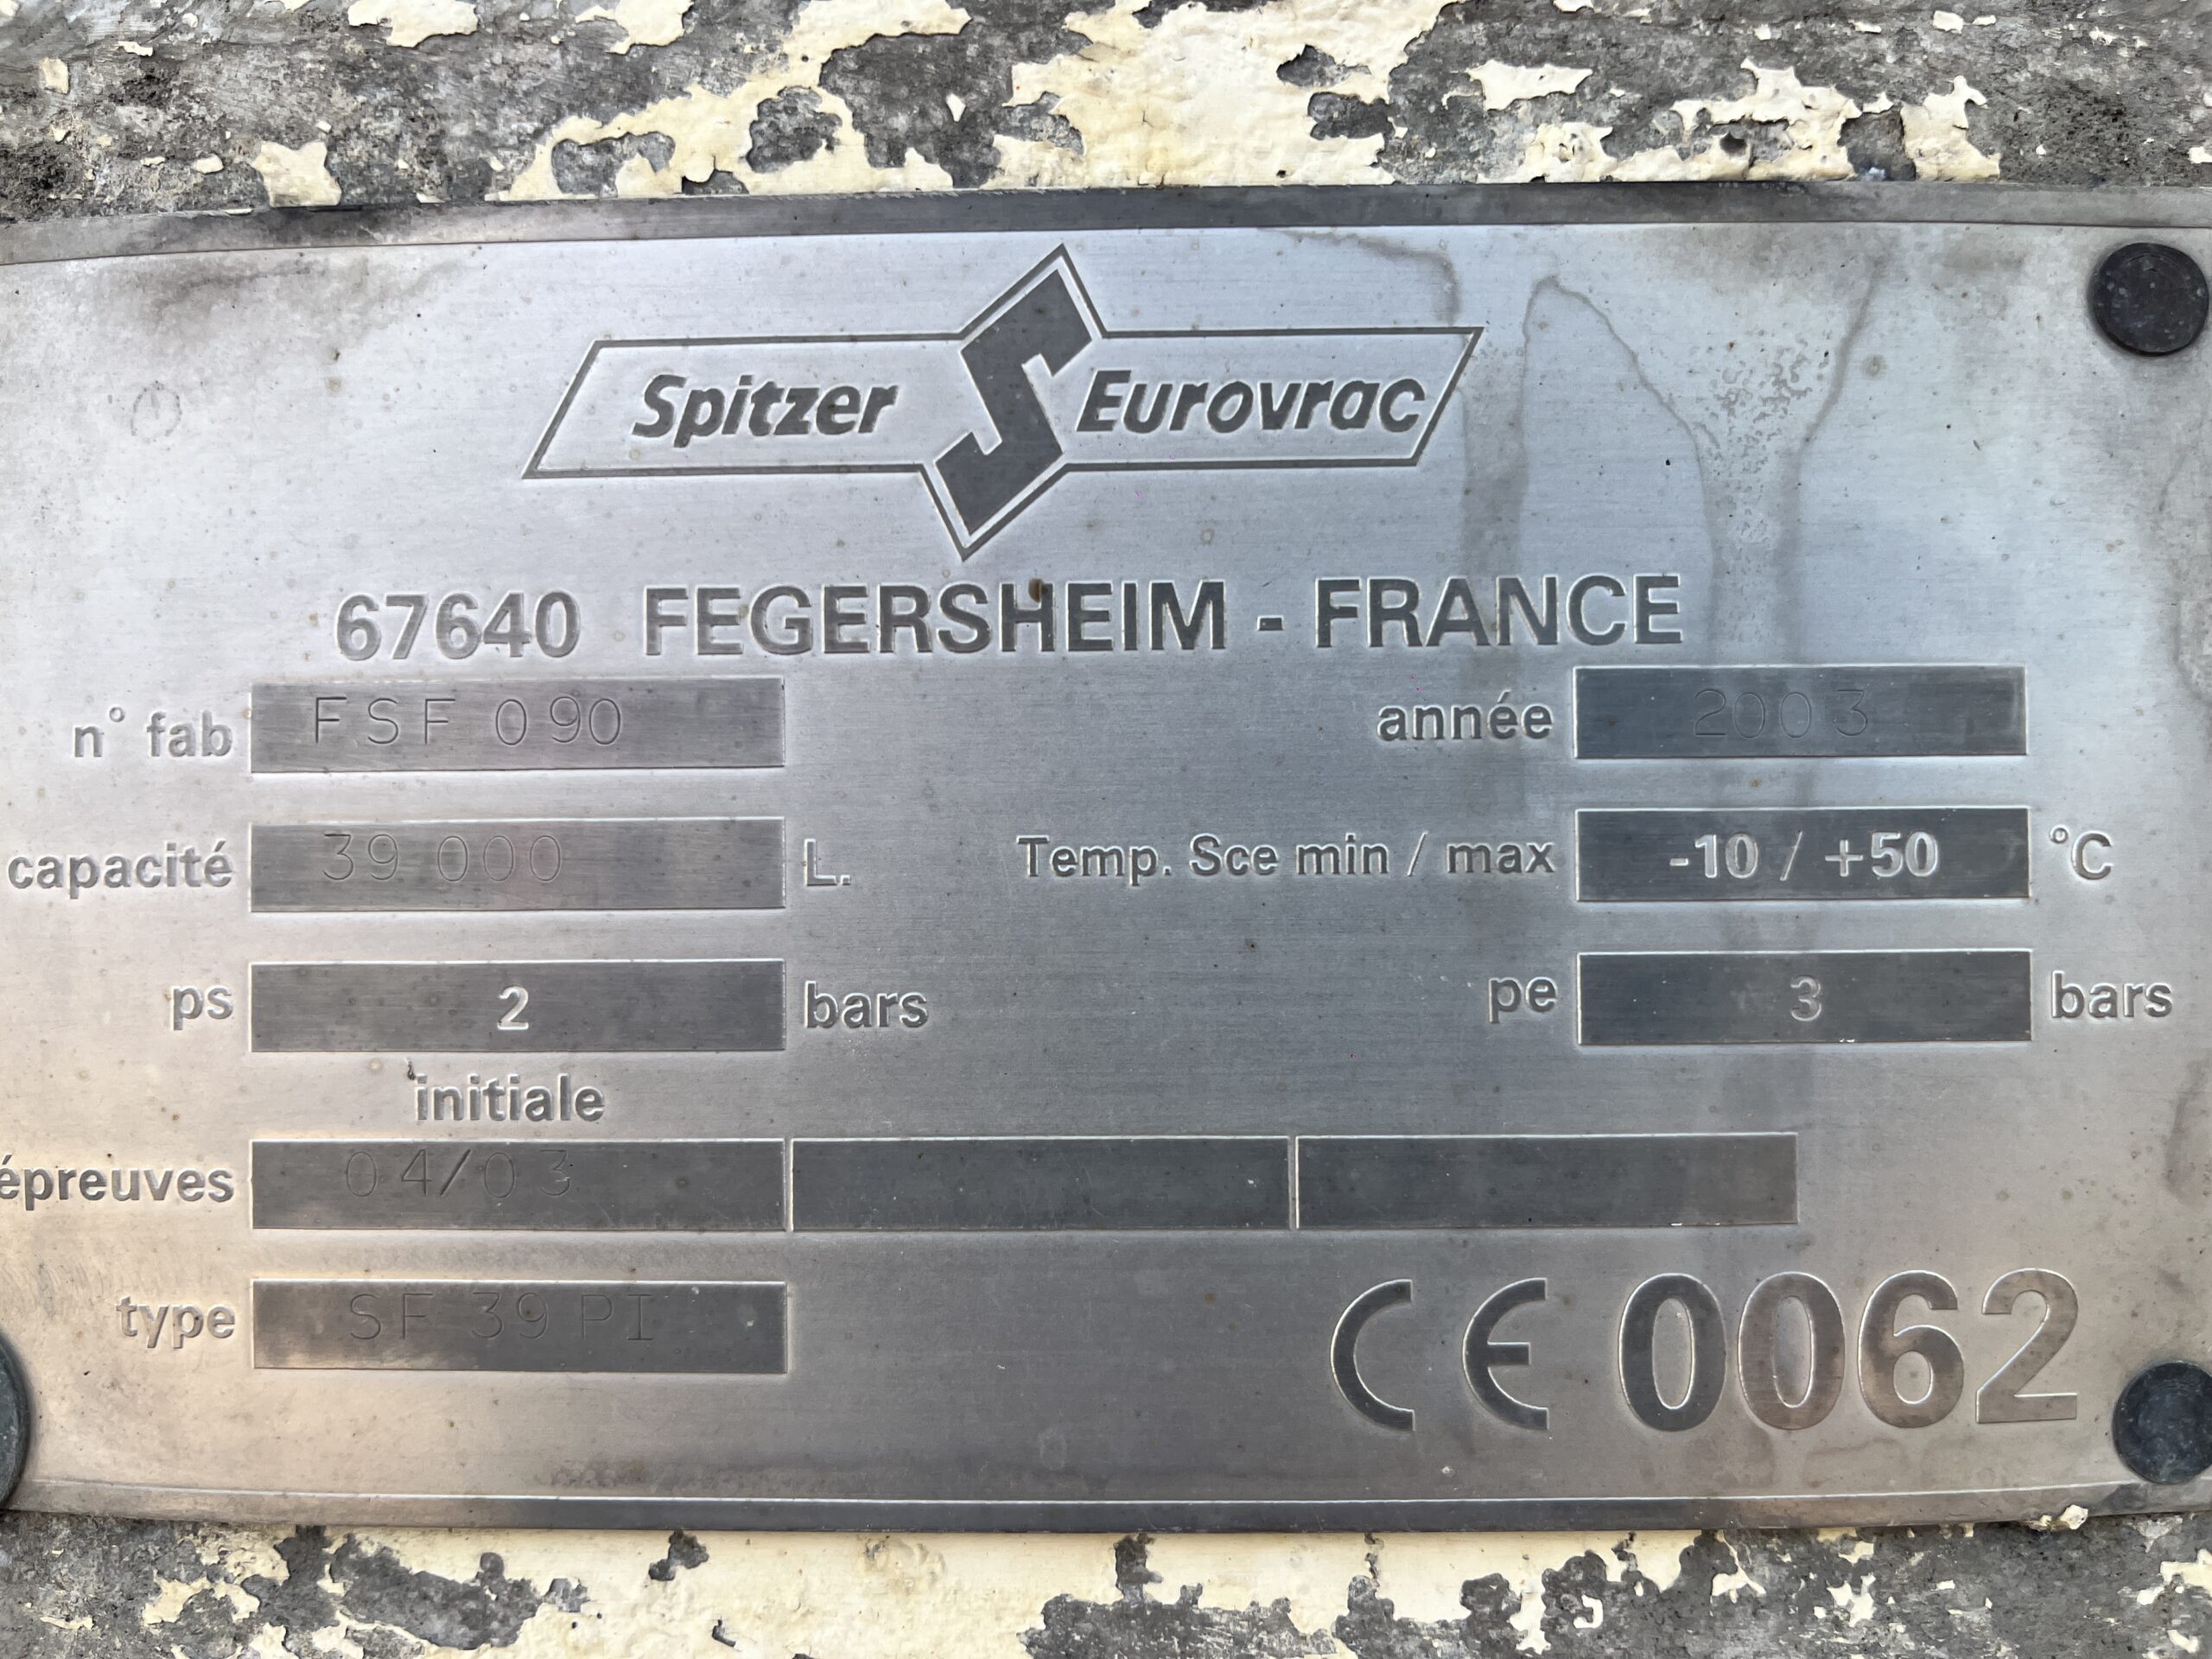 Spitzer S Eurovrac
67640 FEGERSHEIM - FRANCE
n° fab FSF 090 année 2003
capacité 39 000 L. Temp. Sce min / max -10 / +50 °C
ps 2 bars pe 3 bars
initiale
épreuves 04/03
type SF 39 PI CE 0062